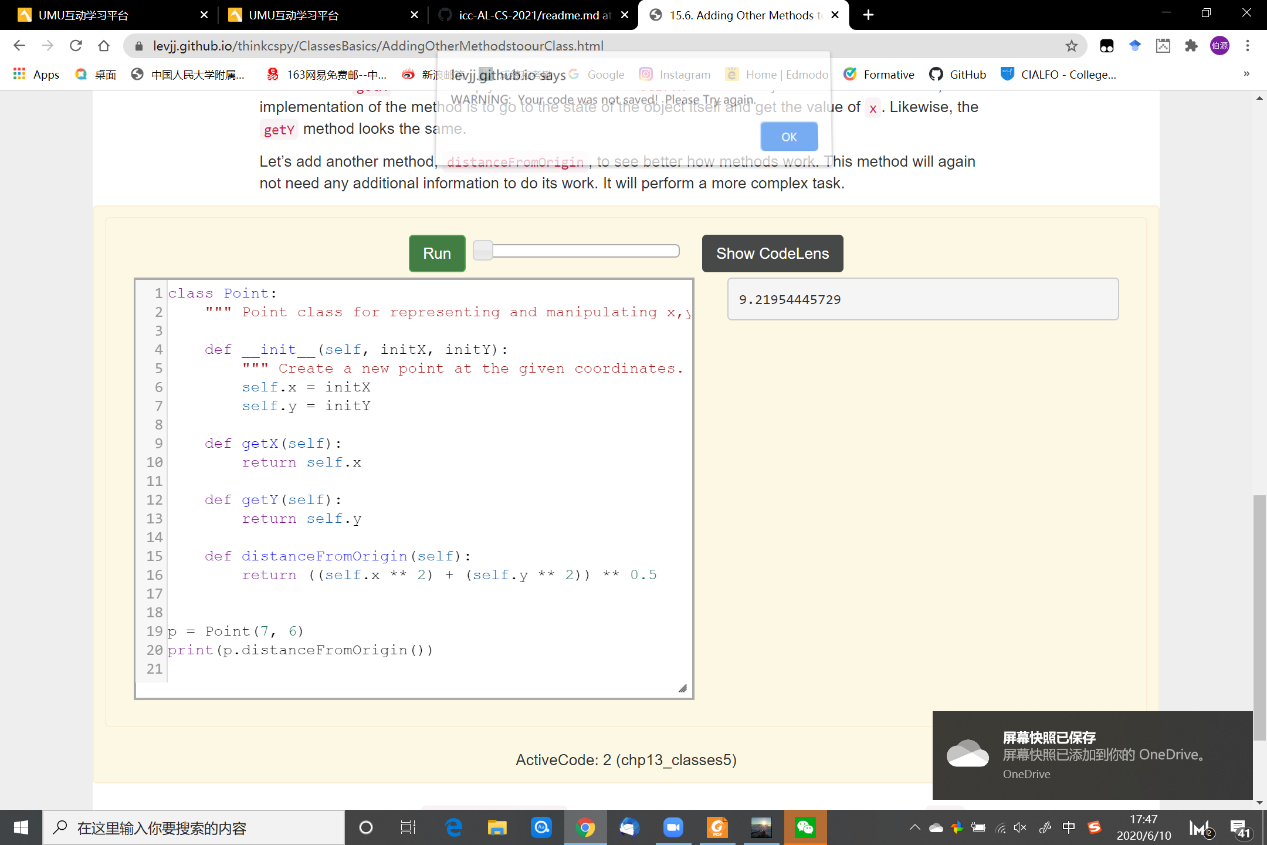 UMU互动学习平台
UMU互动学习平台
icc-AL-CS-2021/readme.md at
15.6. Adding Other Methods to
levjj.github.io/thinkcspy/ClassesBasics/AddingOtherMethodstoourClass.html
伯源
Apps
桌面
中国人民大学附属...
163网易免费邮--中...
Google
Instagram
Home | Edmodo
Formative
GitHub
CIALFO - College...
»
levjj.github.io says
WARNING: Your code was not saved! Please Try again.
OK
implementation of the method is to go to the state of the object itself and get the value of x. Likewise, the
getY method looks the same.
Let's add another method, distanceFromOrigin, to see better how methods work. This method will again
not need any additional information to do its work. It will perform a more complex task.
Run
Show CodeLens
1 class Point:
2     """ Point class for representing and manipulating x,y
3
4     def __init__(self, initX, initY):
5         """ Create a new point at the given coordinates.
6         self.x = initX
7         self.y = initY
8
9     def getX(self):
10         return self.x
11
12     def getY(self):
13         return self.y
14
15     def distanceFromOrigin(self):
16         return ((self.x ** 2) + (self.y ** 2)) ** 0.5
17
18
19 p = Point(7, 6)
20 print(p.distanceFromOrigin())
21
9.21954445729
ActiveCode: 2 (chp13_classes5)
屏幕快照已保存
屏幕快照已添加到你的 OneDrive。
OneDrive
在这里输入你要搜索的内容
中
17:47
2020/6/10
2
41